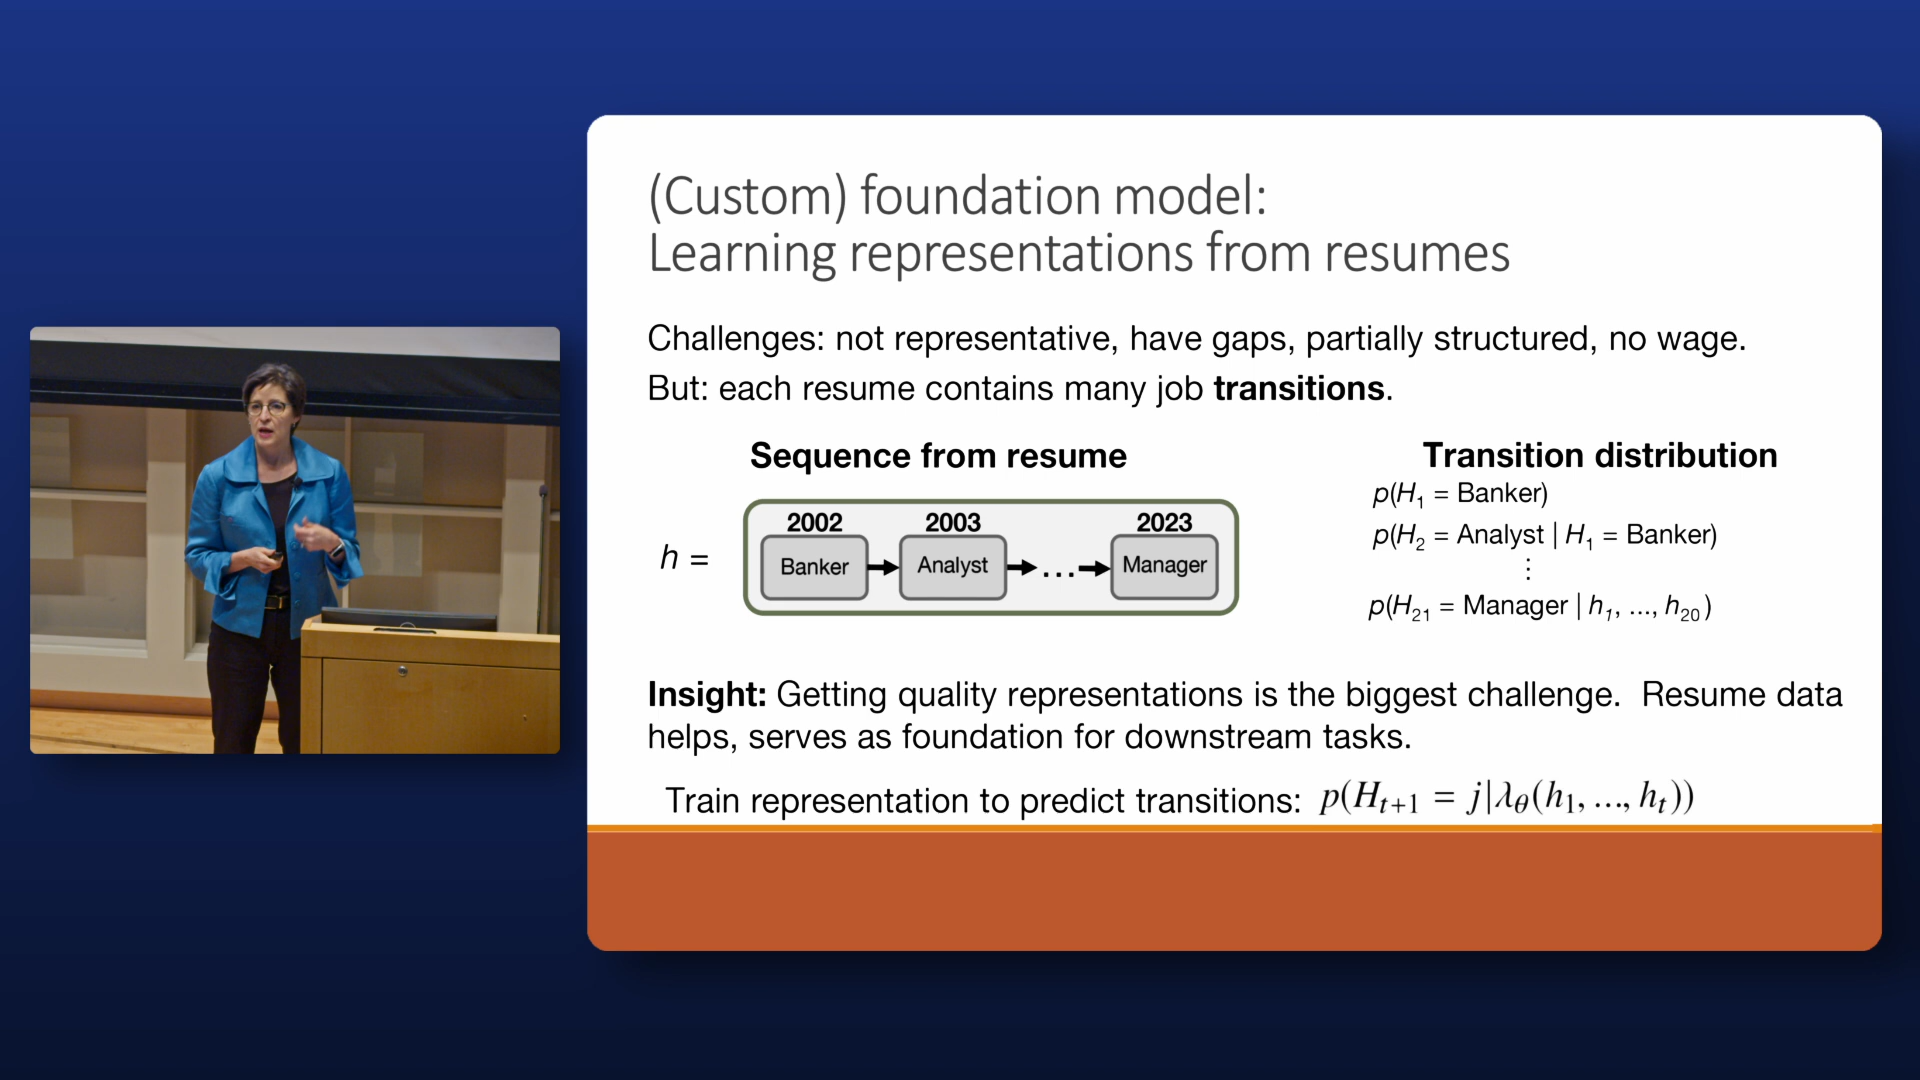 (Custom) foundation model:
Learning representations from resumes
Challenges: not representative, have gaps, partially structured, no wage.
But: each resume contains many job transitions.
Sequence from resume
h =
2002 2003 2023
Banker Analyst ... Manager
Transition distribution
p(H₁ = Banker)
p(H₂ = Analyst | H₁ = Banker)
⋮
p(H₂₁ = Manager | h₁, ..., h₂₀)
Insight: Getting quality representations is the biggest challenge. Resume data
helps, serves as foundation for downstream tasks.
Train representation to predict transitions: p(Hₜ₊₁ = j|λ_θ(h₁, ..., hₜ))